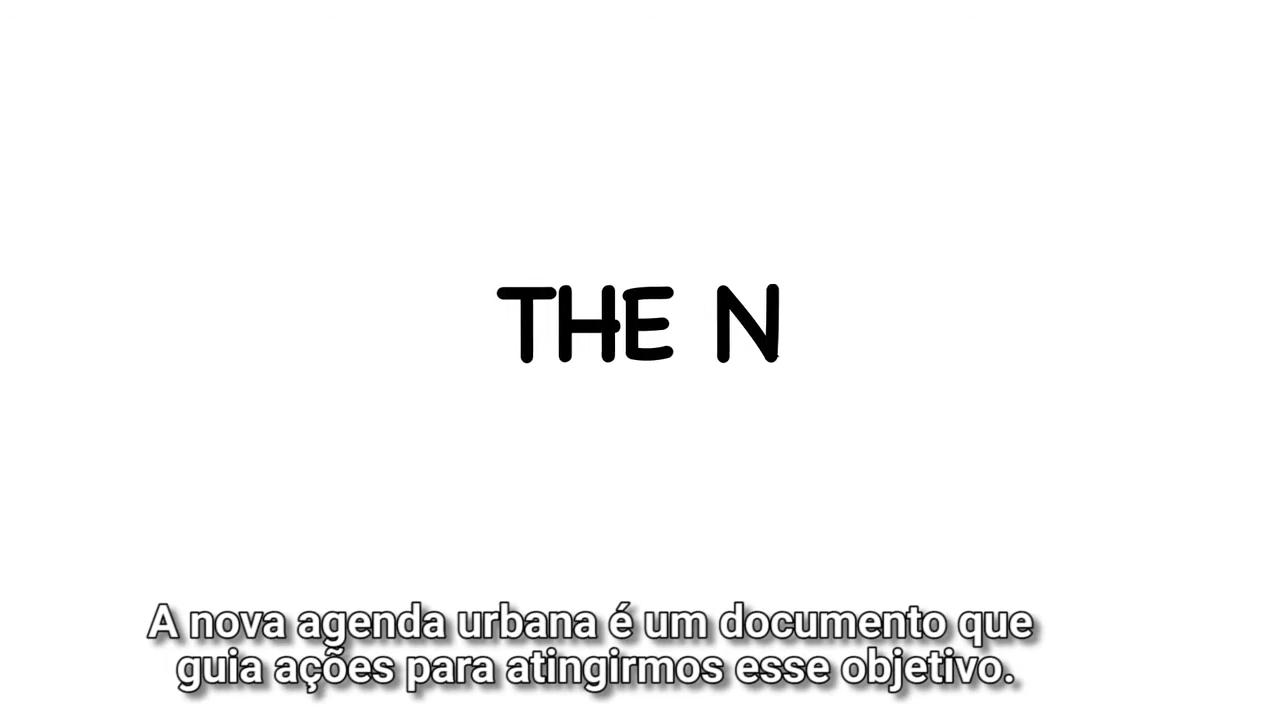 THE N
A nova agenda urbana é um documento que
guia ações para atingirmos esse objetivo.